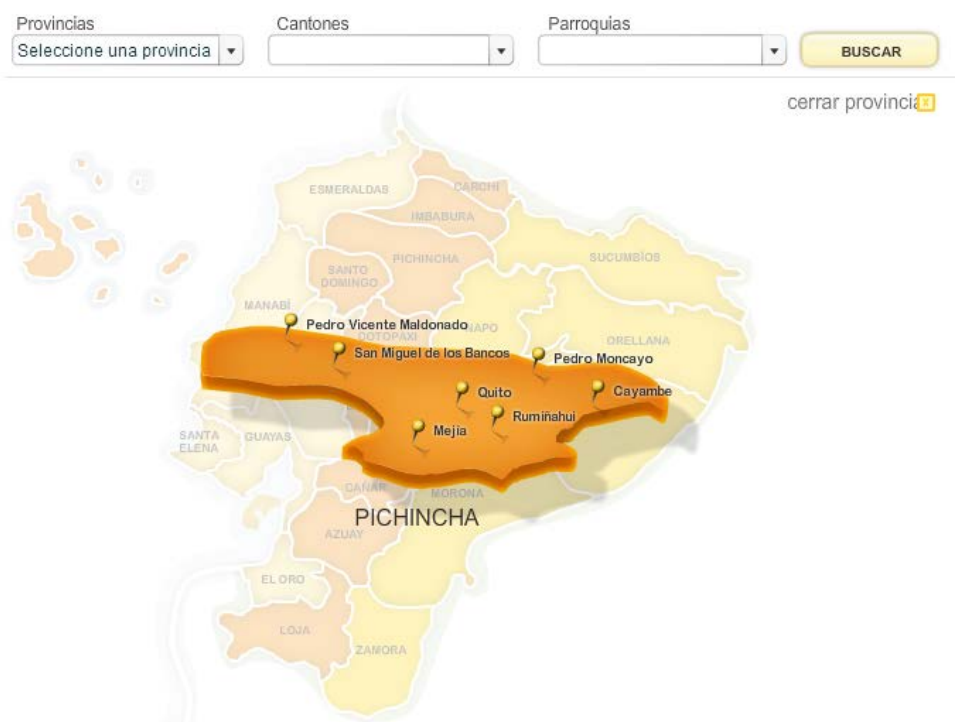 Provincias
Cantones
Parroquias
Seleccione una provincia
BUSCAR
cerrar provincia x
ESMERALDAS
CARCHI
IMBABURA
PICHINCHA
SUCUMBÍOS
SANTO
DOMINGO
MANABÍ
Pedro Vicente Maldonado
COTOPAXI
NAPO
ORELLANA
San Miguel de los Bancos
Pedro Moncayo
Quito
Cayambe
Rumiñahui
Mejia
SANTA
ELENA
GUAYAS
CAÑAR
MORONA
PICHINCHA
AZUAY
EL ORO
LOJA
ZAMORA